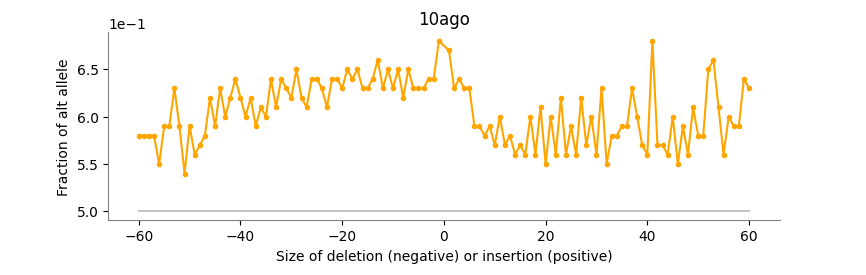 10ago
1e−1
Fraction of alt allele
6.5
6.0
5.5
5.0
−60 −40 −20 0 20 40 60
Size of deletion (negative) or insertion (positive)